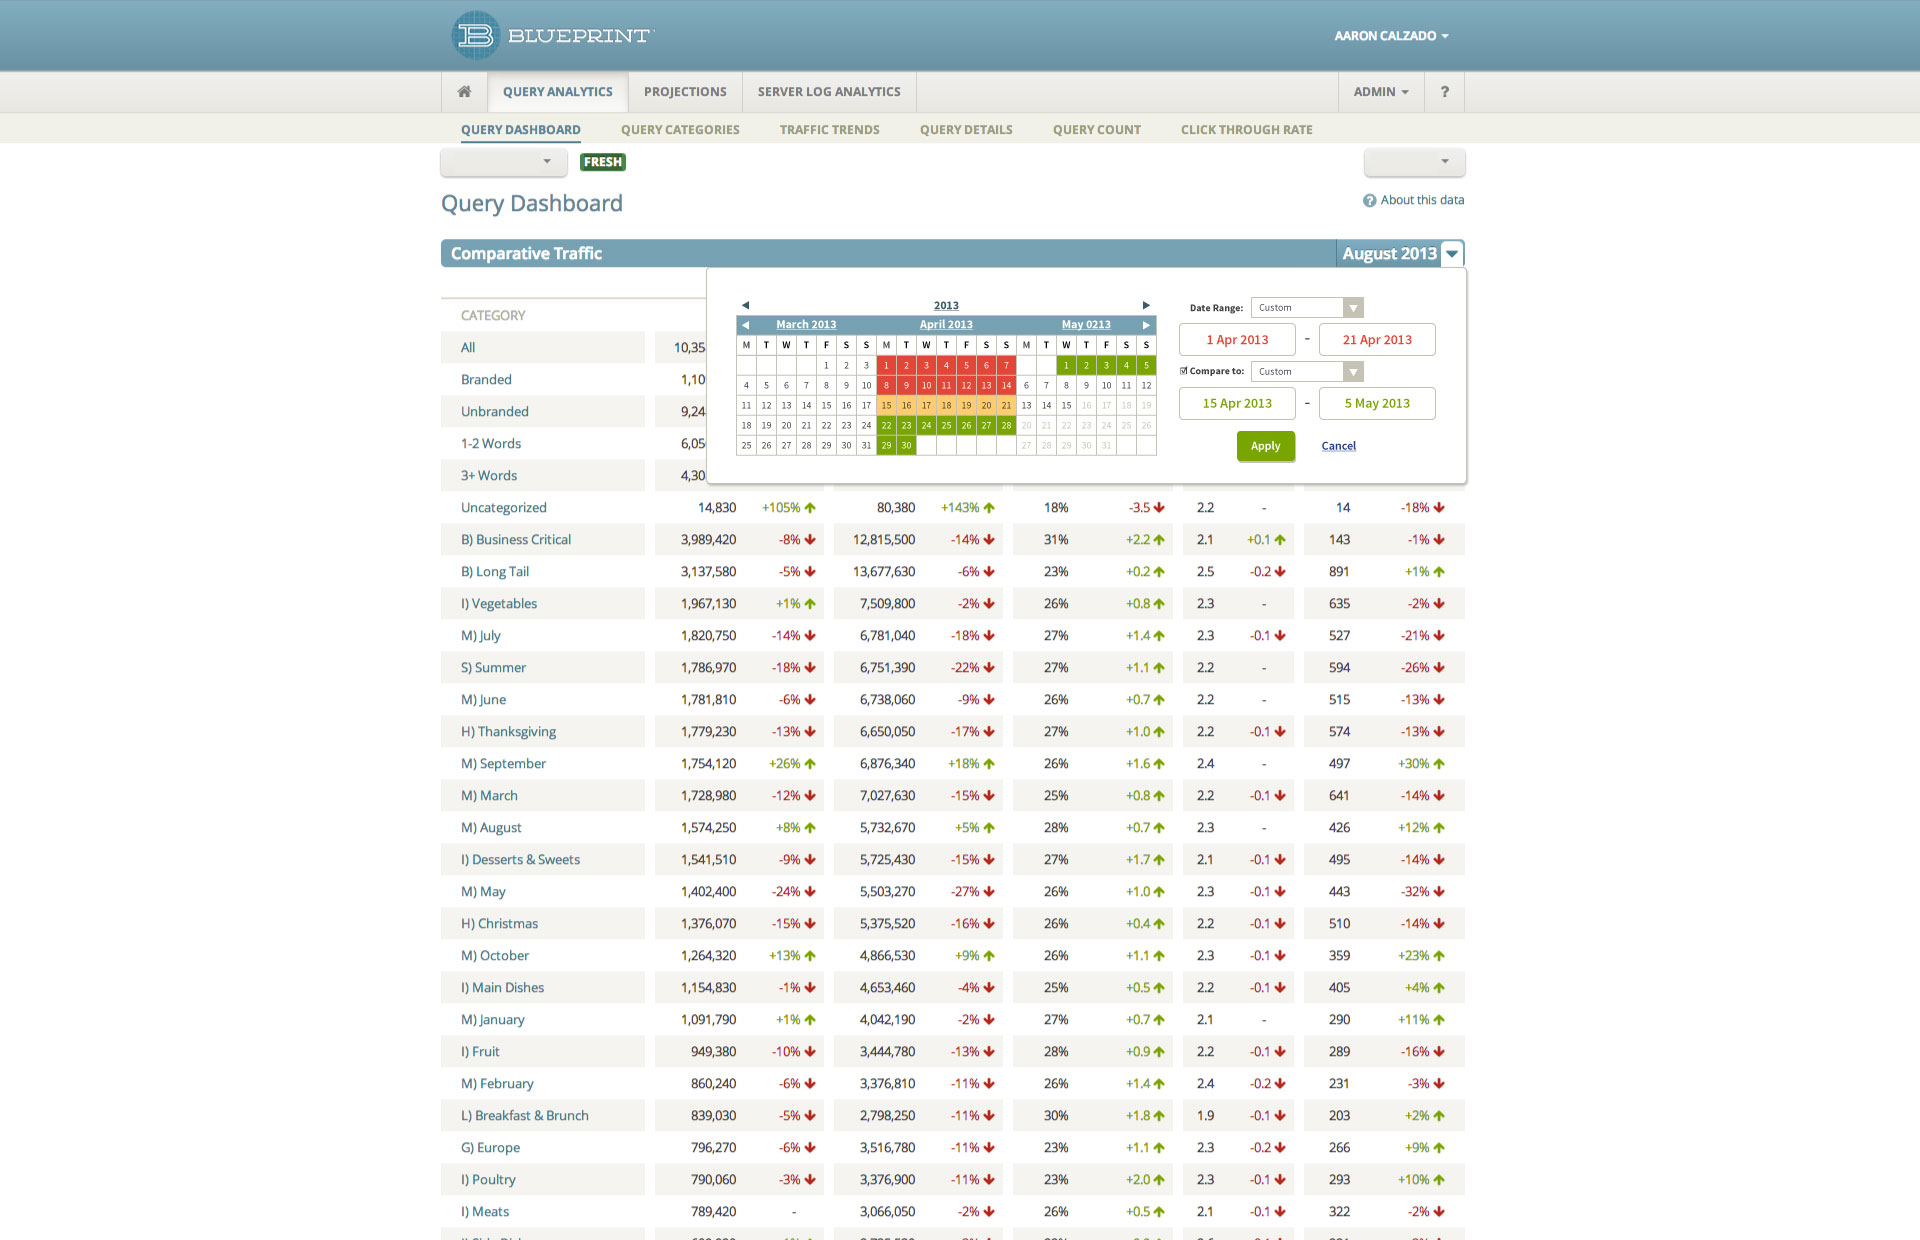 B BLUEPRINT
AARON CALZADO
QUERY ANALYTICS PROJECTIONS SERVER LOG ANALYTICS ADMIN ?
QUERY DASHBOARD QUERY CATEGORIES TRAFFIC TRENDS QUERY DETAILS QUERY COUNT CLICK THROUGH RATE
FRESH
Query Dashboard
? About this data
Comparative Traffic August 2013
2013
March 2013 April 2013 May 0213
M T W T F S S M T W T F S S M T W T F S S
1 2 3 1 2 3 4 5 6 7 1 2 3 4 5
4 5 6 7 8 9 10 8 9 10 11 12 13 14 6 7 8 9 10 11 12
11 12 13 14 15 16 17 15 16 17 18 19 20 21 13 14 15 16 17 18 19
18 19 20 21 22 23 24 22 23 24 25 26 27 28 20 21 22 23 24 25 26
25 26 27 28 29 30 31 29 30 27 28 29 30 31
Date Range: Custom
1 Apr 2013 - 21 Apr 2013
Compare to: Custom
15 Apr 2013 - 5 May 2013
Apply Cancel
CATEGORY
All 10,35
Branded 1,10
Unbranded 9,24
1-2 Words 6,05
3+ Words 4,30
Uncategorized 14,830 +105% 80,380 +143% 18% -3.5 2.2 - 14 -18%
B) Business Critical 3,989,420 -8% 12,815,500 -14% 31% +2.2 2.1 +0.1 143 -1%
B) Long Tail 3,137,580 -5% 13,677,630 -6% 23% +0.2 2.5 -0.2 891 +1%
I) Vegetables 1,967,130 +1% 7,509,800 -2% 26% +0.8 2.3 - 635 -2%
M) July 1,820,750 -14% 6,781,040 -18% 27% +1.4 2.3 -0.1 527 -21%
S) Summer 1,786,970 -18% 6,751,390 -22% 27% +1.1 2.2 - 594 -26%
M) June 1,781,810 -6% 6,738,060 -9% 26% +0.7 2.2 - 515 -13%
H) Thanksgiving 1,779,230 -13% 6,650,050 -17% 27% +1.0 2.2 -0.1 574 -13%
M) September 1,754,120 +26% 6,876,340 +18% 26% +1.6 2.4 - 497 +30%
M) March 1,728,980 -12% 7,027,630 -15% 25% +0.8 2.2 -0.1 641 -14%
M) August 1,574,250 +8% 5,732,670 +5% 28% +0.7 2.3 - 426 +12%
I) Desserts & Sweets 1,541,510 -9% 5,725,430 -15% 27% +1.7 2.1 -0.1 495 -14%
M) May 1,402,400 -24% 5,503,270 -27% 26% +1.0 2.3 -0.1 443 -32%
H) Christmas 1,376,070 -15% 5,375,520 -16% 26% +0.4 2.2 -0.1 510 -14%
M) October 1,264,320 +13% 4,866,530 +9% 26% +1.1 2.3 -0.1 359 +23%
I) Main Dishes 1,154,830 -1% 4,653,460 -4% 25% +0.5 2.2 -0.1 405 +4%
M) January 1,091,790 +1% 4,042,190 -2% 27% +0.7 2.1 - 290 +11%
I) Fruit 949,380 -10% 3,444,780 -13% 28% +0.9 2.2 -0.1 289 -16%
M) February 860,240 -6% 3,376,810 -11% 26% +1.4 2.4 -0.2 231 -3%
L) Breakfast & Brunch 839,030 -5% 2,798,250 -11% 30% +1.8 1.9 -0.1 203 +2%
G) Europe 796,270 -6% 3,516,780 -11% 23% +1.1 2.3 -0.2 266 +9%
I) Poultry 790,060 -3% 3,376,900 -11% 23% +2.0 2.3 -0.1 293 +10%
I) Meats 789,420 - 3,066,050 -2% 26% +0.5 2.1 -0.1 322 -2%